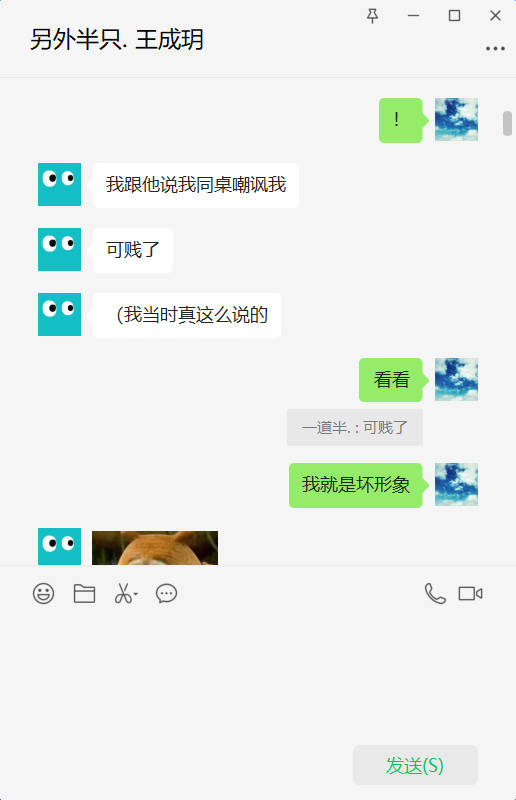 另外半只. 王成玥
！
我跟他说我同桌嘲讽我
可贱了
（我当时真这么说的
看看
一道半. : 可贱了
我就是坏形象
发送(S)